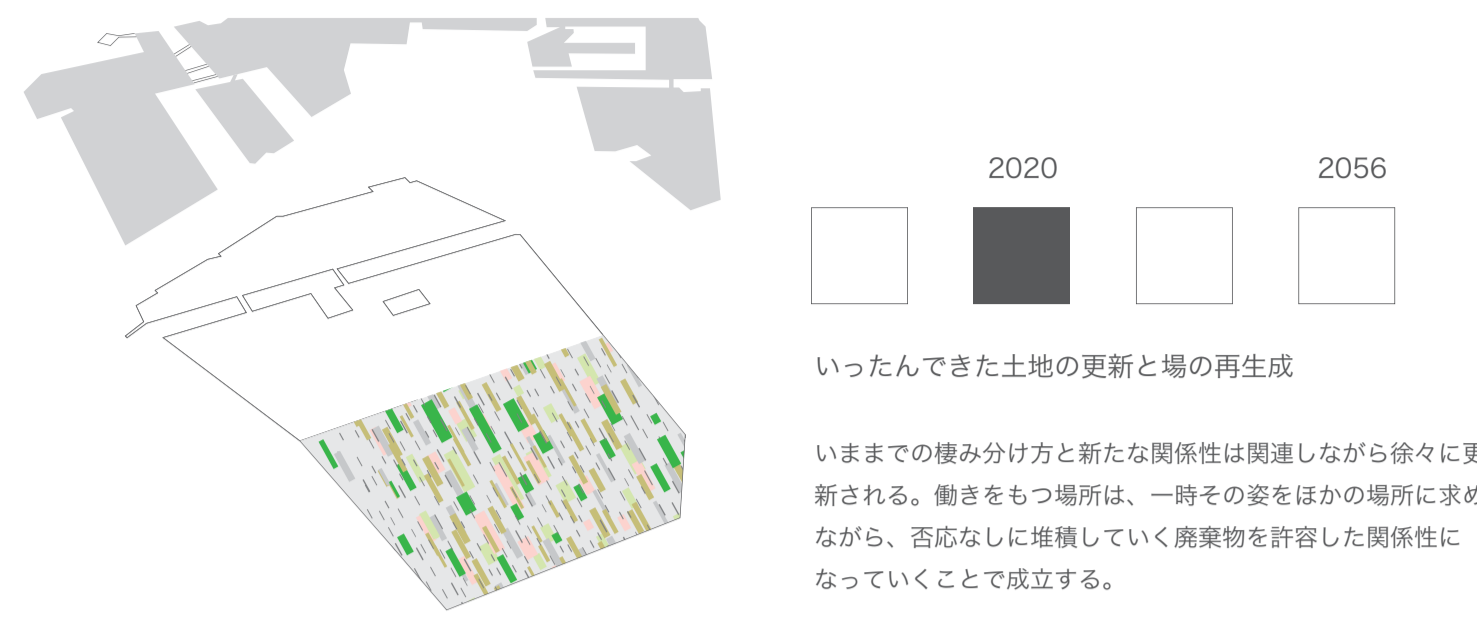 2020
2056
いったんできた土地の更新と場の再生成
いままでの棲み分け方と新たな関係性は関連しながら徐々に更
新される。働きをもつ場所は、一時その姿をほかの場所に求め
ながら、否応なしに堆積していく廃棄物を許容した関係性に
なっていくことで成立する。